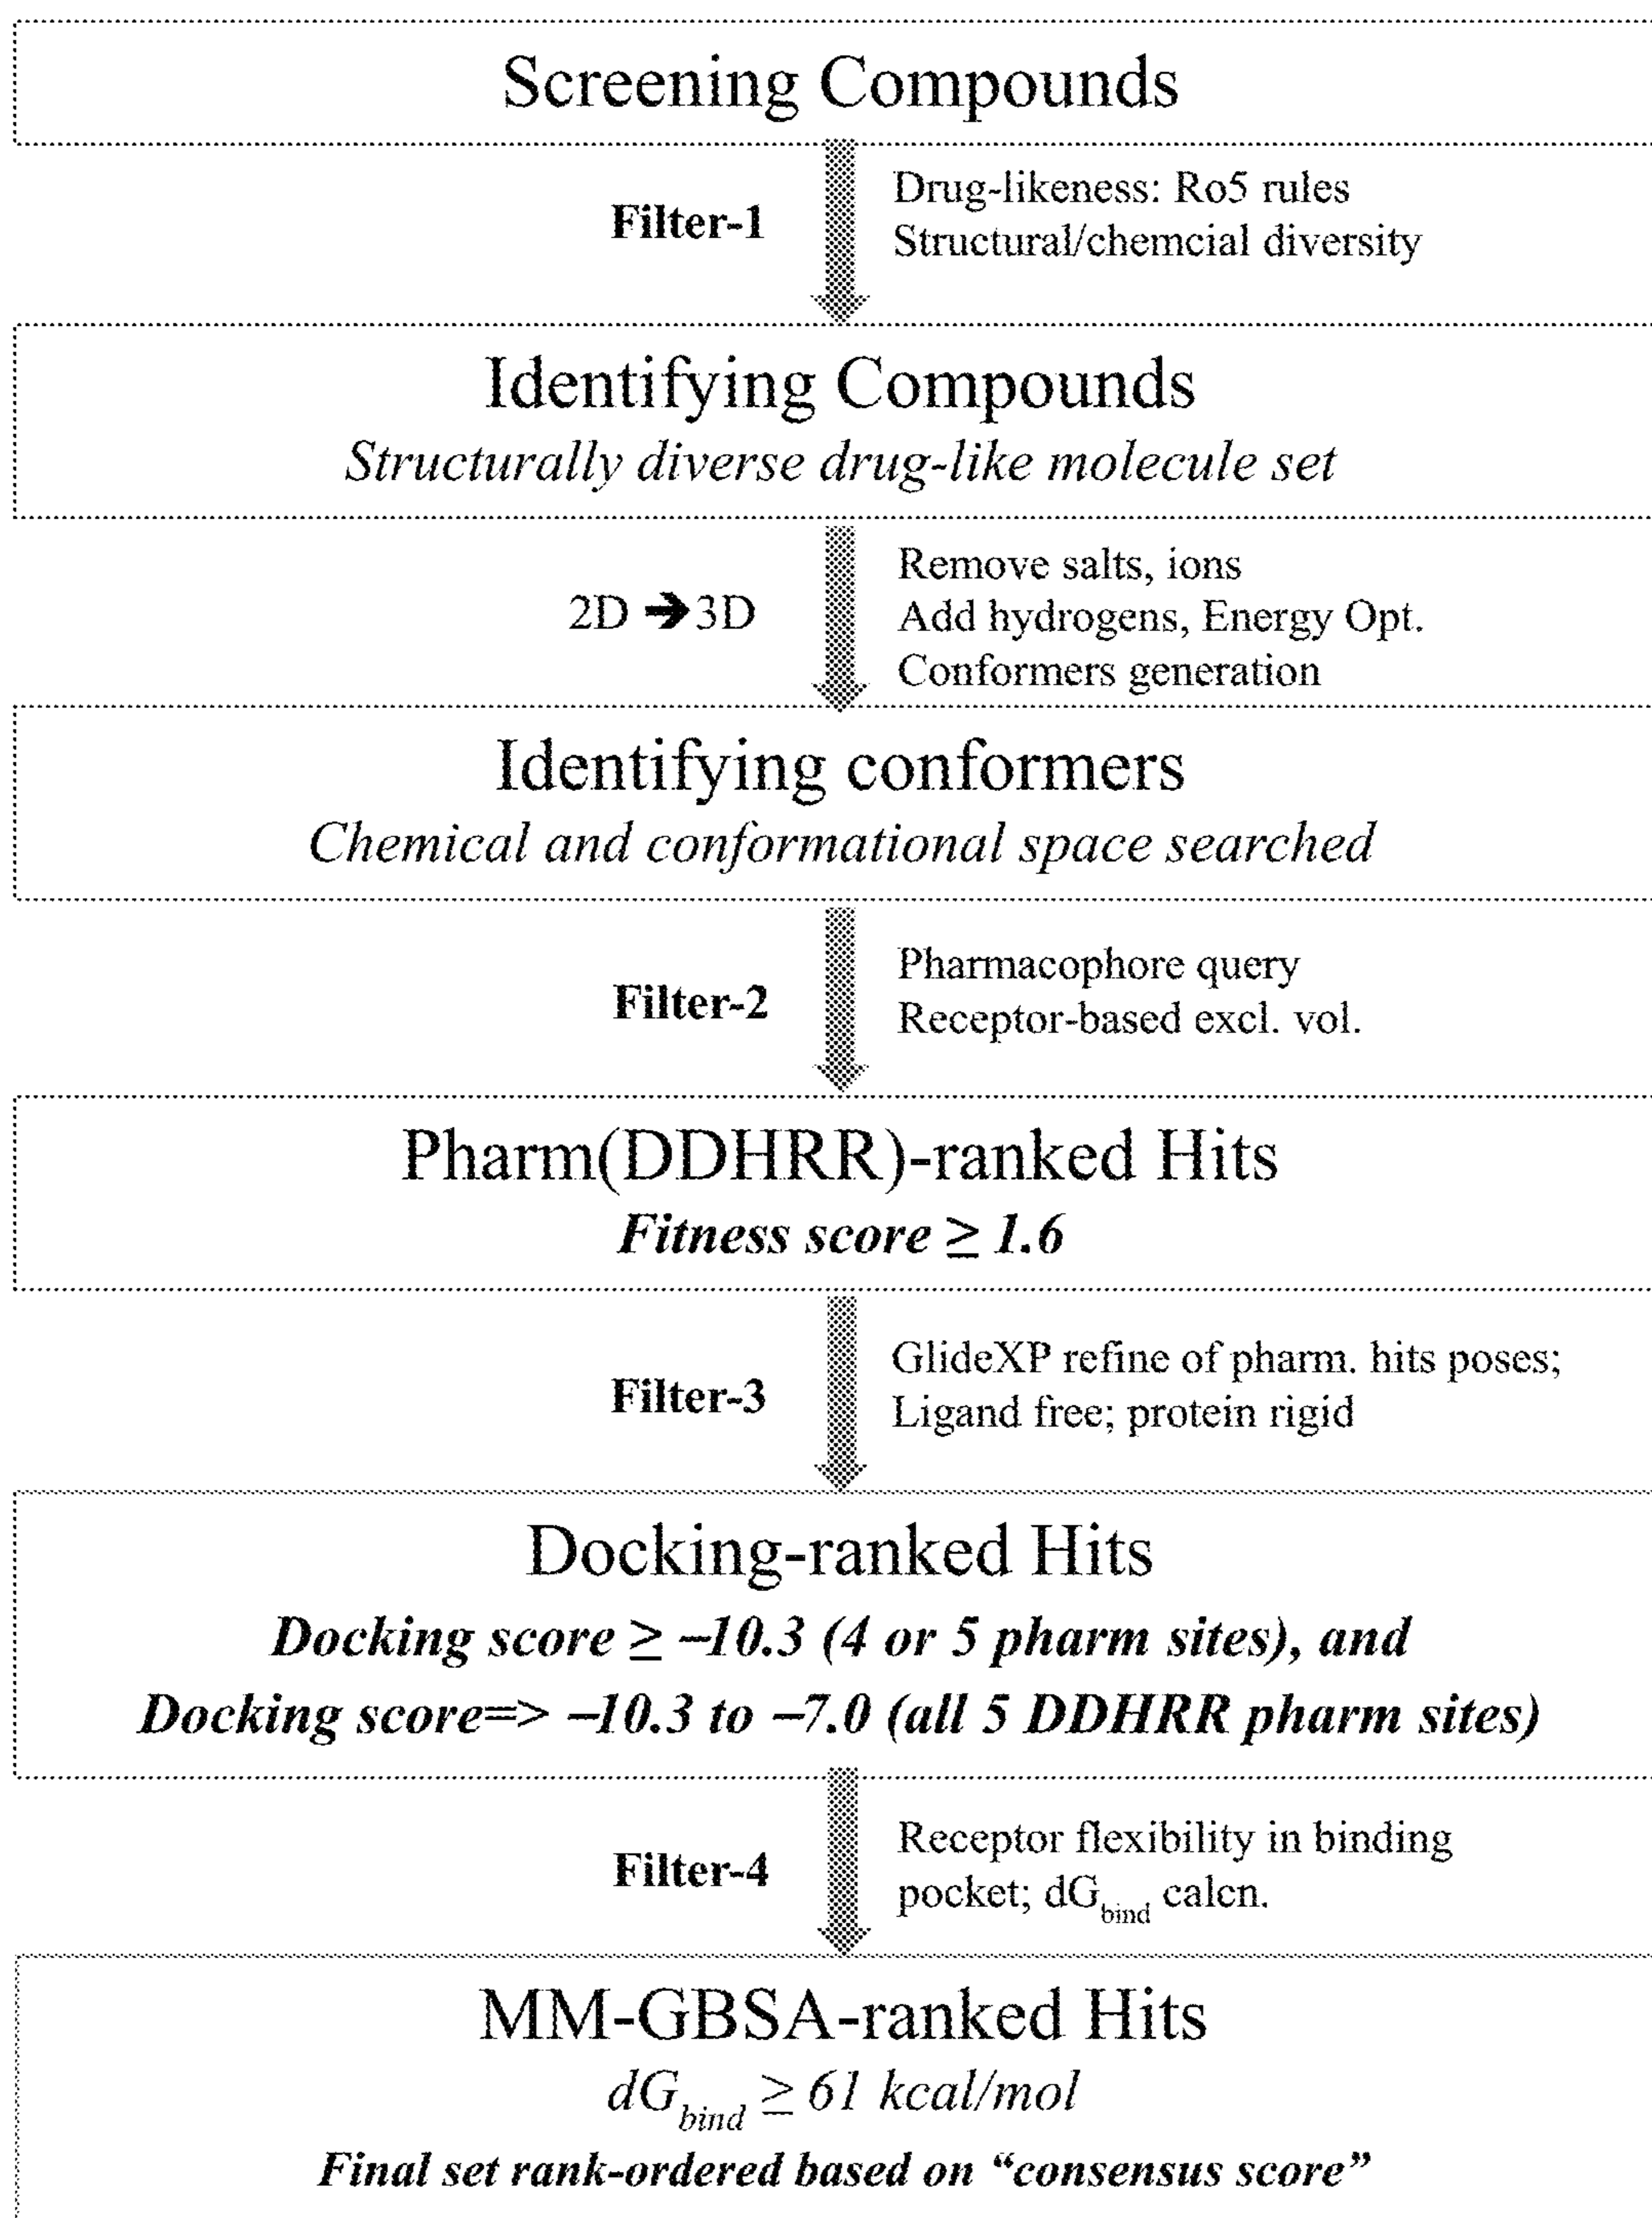 Screening Compounds
Filter-1
Drug-likeness: Ro5 rules
Structural/chemcial diversity
Identifying Compounds
Structurally diverse drug-like molecule set
2D ➔ 3D
Remove salts, ions
Add hydrogens, Energy Opt.
Conformers generation
Identifying conformers
Chemical and conformational space searched
Filter-2
Pharmacophore query
Receptor-based excl. vol.
Pharm(DDHRR)-ranked Hits
Fitness score ≥ 1.6
Filter-3
GlideXP refine of pharm. hits poses;
Ligand free; protein rigid
Docking-ranked Hits
Docking score ≥ –10.3 (4 or 5 pharm sites), and
Docking score=> –10.3 to –7.0 (all 5 DDHRR pharm sites)
Filter-4
Receptor flexibility in binding
pocket; dGbind calcn.
MM-GBSA-ranked Hits
dGbind ≥ 61 kcal/mol
Final set rank-ordered based on “consensus score”